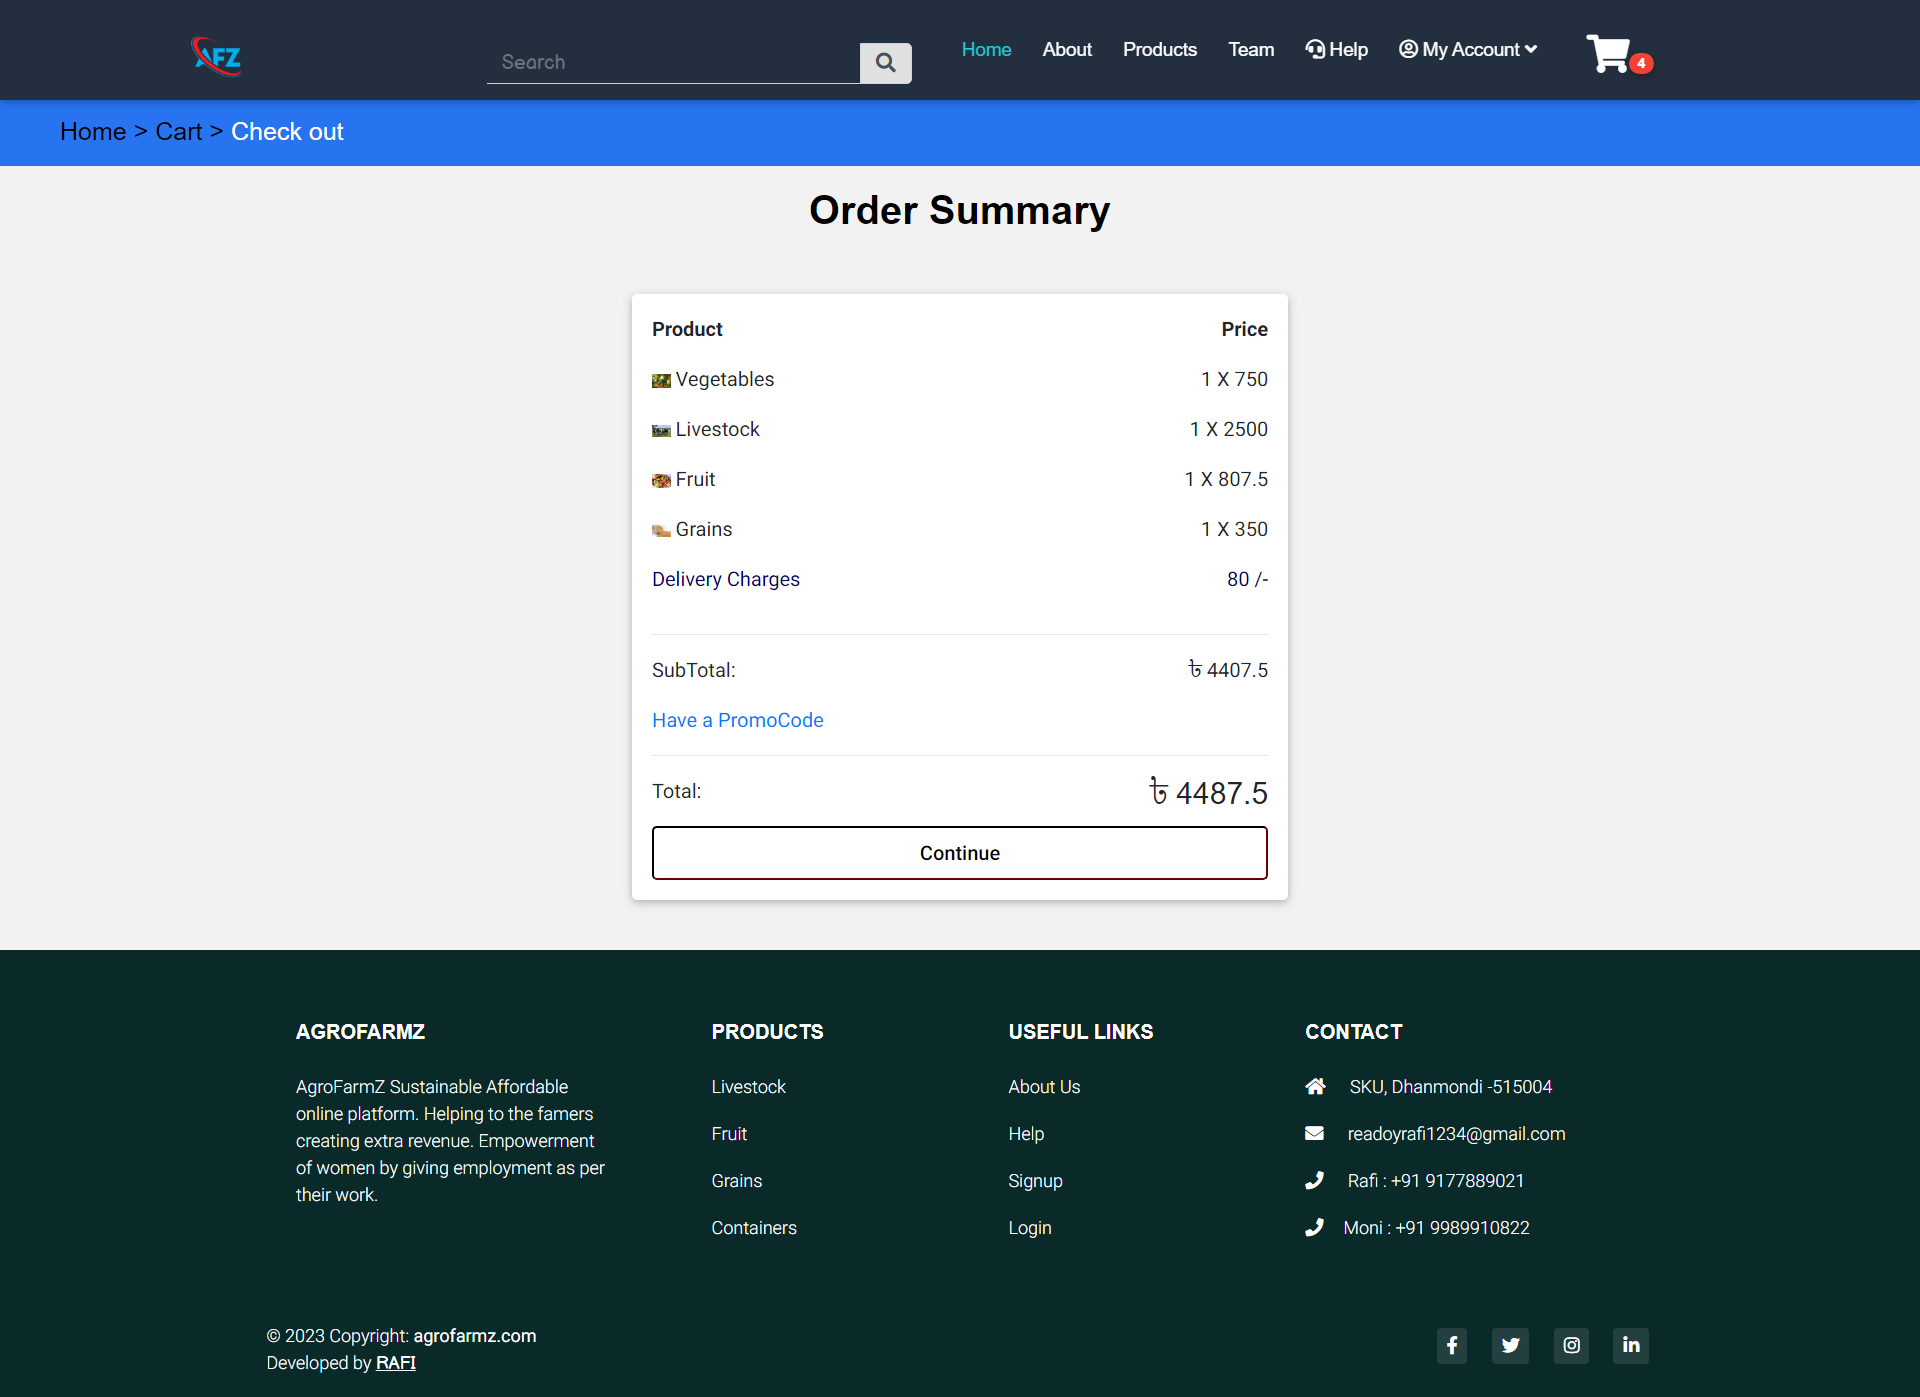 AFZ
Search
Home
About
Products
Team
Help
My Account
4
Home > Cart > Check out
Order Summary
Product Price
Vegetables 1 X 750
Livestock 1 X 2500
Fruit 1 X 807.5
Grains 1 X 350
Delivery Charges 80 /-
SubTotal: ৳ 4407.5
Have a PromoCode
Total: ৳ 4487.5
Continue
AGROFARMZ
AgroFarmZ Sustainable Affordable
online platform. Helping to the famers
creating extra revenue. Empowerment
of women by giving employment as per
their work.
PRODUCTS
Livestock
Fruit
Grains
Containers
USEFUL LINKS
About Us
Help
Signup
Login
CONTACT
SKU, Dhanmondi -515004
readoyrafi1234@gmail.com
Rafi : +91 9177889021
Moni : +91 9989910822
© 2023 Copyright: agrofarmz.com
Developed by RAFI